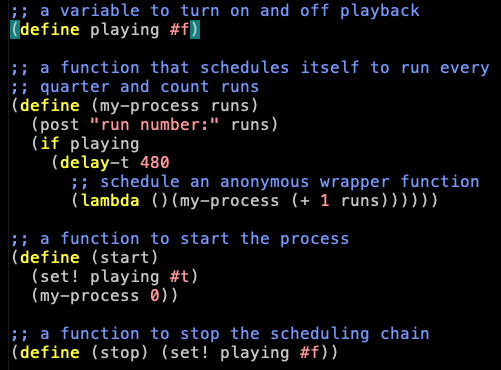 ;; a variable to turn on and off playback
(define playing #f)
;; a function that schedules itself to run every
;; quarter and count runs
(define (my-process runs)
(post "run number:" runs)
(if playing
(delay-t 480
;; schedule an anonymous wrapper function
(lambda ()(my-process (+ 1 runs))))))
;; a function to start the process
(define (start)
(set! playing #t)
(my-process 0))
;; a function to stop the scheduling chain
(define (stop) (set! playing #f))